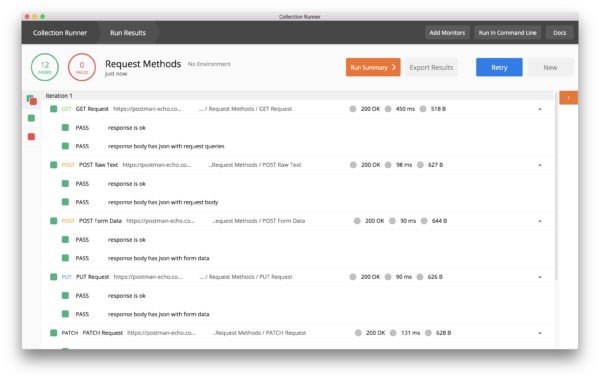 Collection Runner
Collection Runner Run Results Add Monitors Run In Command Line Docs
12 PASSED 0 FAILED Request Methods No Environment
just now
Run Summary Export Results Retry New
Iteration 1
1
GET GET Request https://postman-echo.co... ... / Request Methods / GET Request 200 OK 450 ms 518 B
PASS response is ok
PASS response body has json with request queries
POST POST Raw Text https://postman-echo.co... ..Request Methods / POST Raw Text 200 OK 98 ms 627 B
PASS response is ok
PASS response body has json with request body
POST POST Form Data https://postman-echo.co... ..equest Methods / POST Form Data 200 OK 90 ms 644 B
PASS response is ok
PASS response body has json with form data
PUT PUT Request https://postman-echo.co... ... / Request Methods / PUT Request 200 OK 90 ms 626 B
PASS response is ok
PASS response body has json with form data
PATCH PATCH Request https://postman-echo.co... ..Request Methods / PATCH Request 200 OK 131 ms 628 B